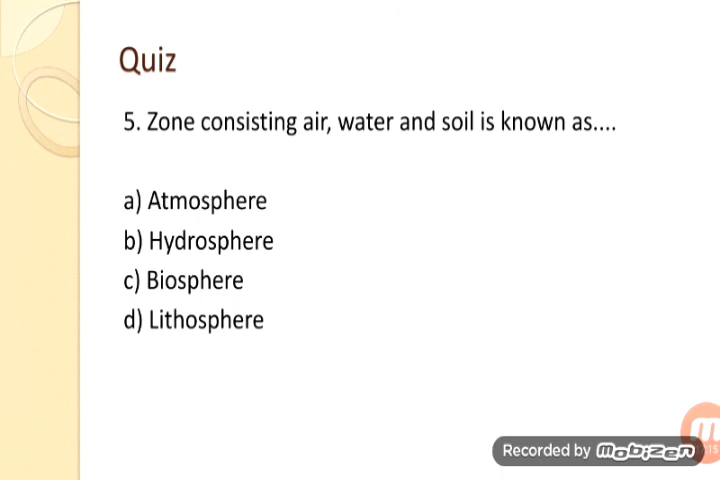 Quiz
5. Zone consisting air, water and soil is known as....
a) Atmosphere
b) Hydrosphere
c) Biosphere
d) Lithosphere
Recorded by mobizen